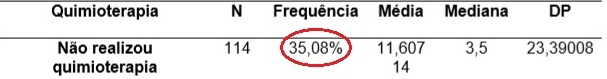 Quimioterapia N Frequência Média Mediana DP
Não realizou 114 35,08% 11,607 3,5 23,39008
quimioterapia 14